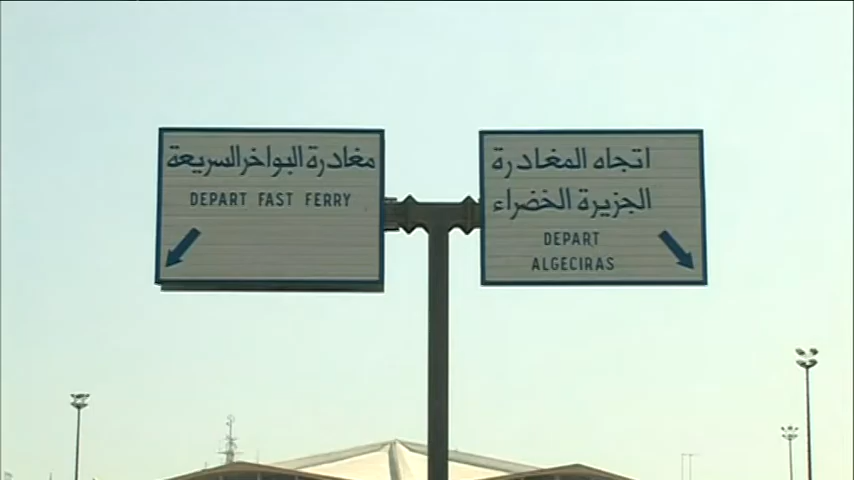 مغادرة البواخر السريعة
DEPART FAST FERRY
اتجاه المغادرة
الجزيرة الخضراء
DEPART
ALGECIRAS